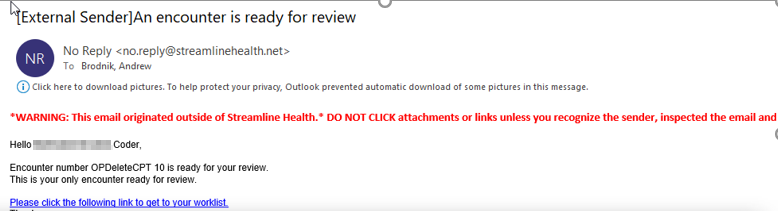 [External Sender]An encounter is ready for review
NR
No Reply <no.reply@streamlinehealth.net>
To Brodnik, Andrew
Click here to download pictures. To help protect your privacy, Outlook prevented automatic download of some pictures in this message.
*WARNING: This email originated outside of Streamline Health.* DO NOT CLICK attachments or links unless you recognize the sender, inspected the email and
Hello Coder,
Encounter number OPDeleteCPT 10 is ready for your review.
This is your only encounter ready for review.
Please click the following link to get to your worklist.